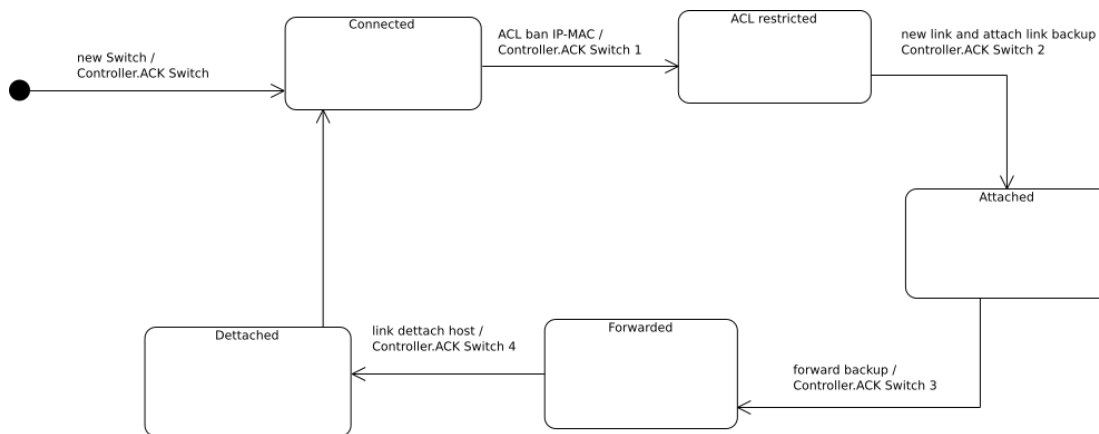 Connected
ACL restricted
ACL ban IP-MAC /
Controller.ACK Switch 1
new link and attach link backup
Controller.ACK Switch 2
new Switch /
Controller.ACK Switch
Attached
Dettached
Forwarded
link dettach host /
Controller.ACK Switch 4
forward backup /
Controller.ACK Switch 3